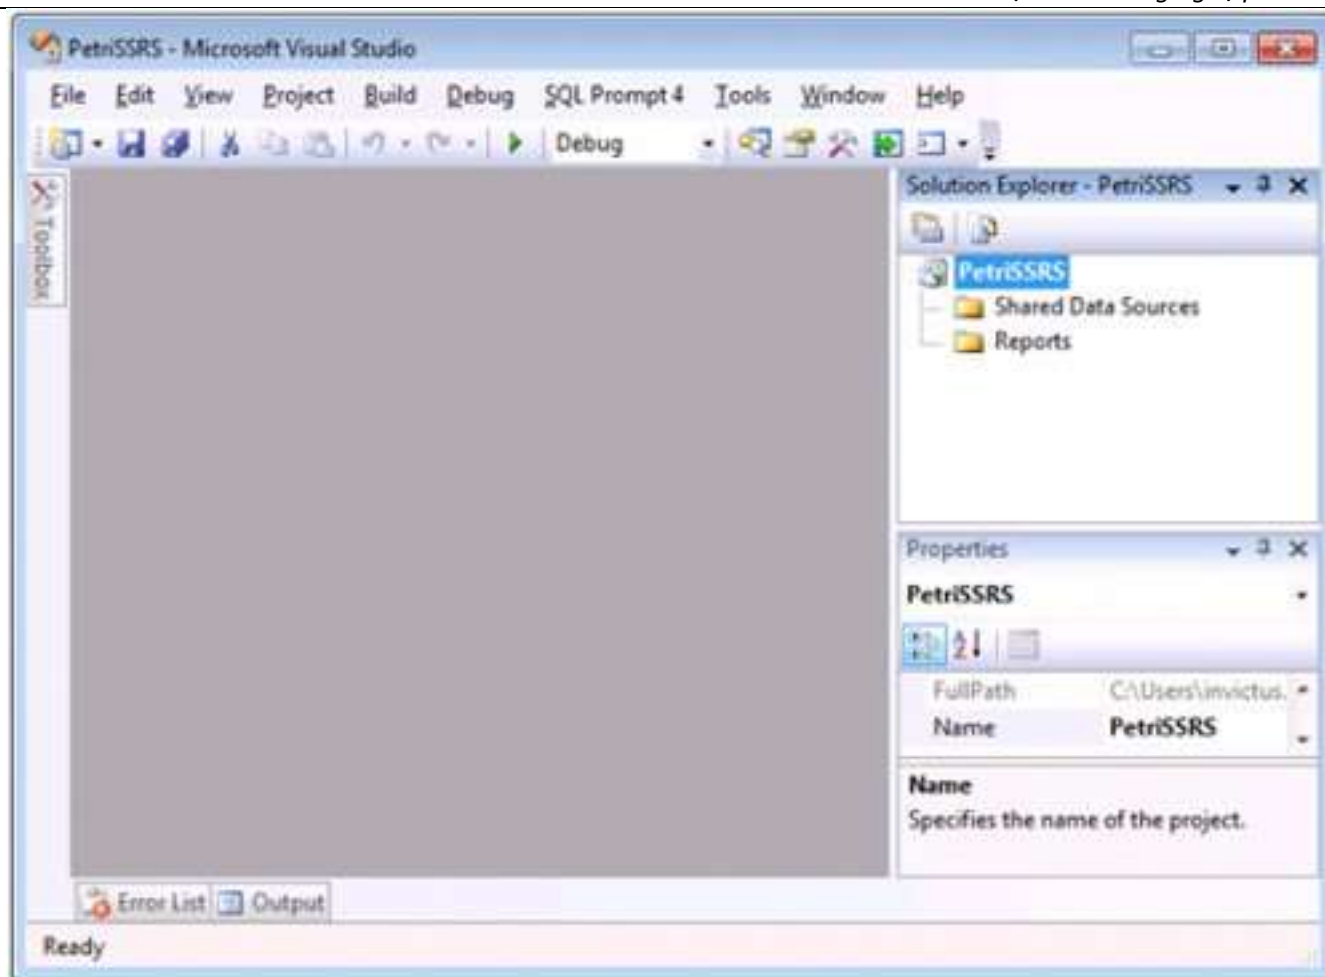 PetriSSRS - Microsoft Visual Studio
File Edit View Project Build Debug SQL Prompt 4 Tools Window Help
Debug
Toolbox
Solution Explorer - PetriSSRS
PetriSSRS
Shared Data Sources
Reports
Properties
PetriSSRS
FullPath C:\Users\invictus.
Name PetriSSRS
Name
Specifies the name of the project.
Error List Output
Ready